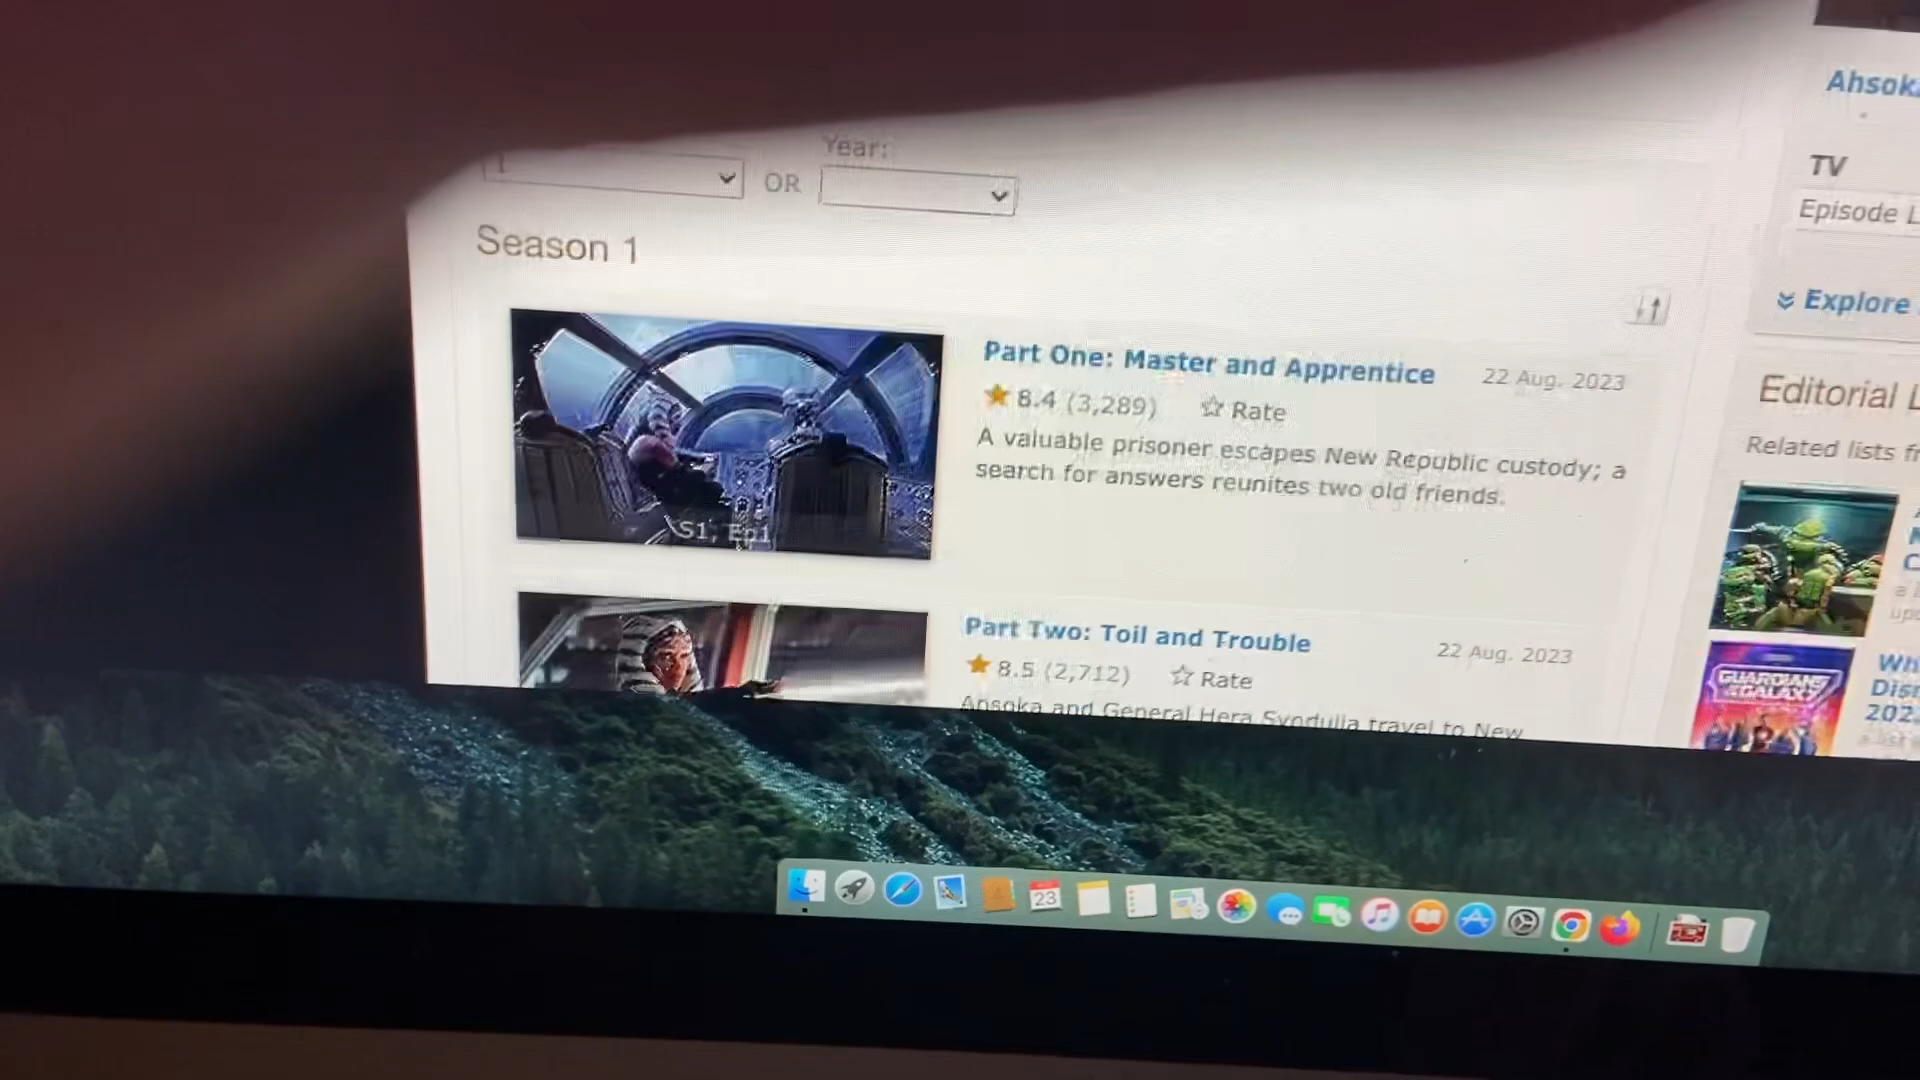 Year:
1
OR
Season 1
Part One: Master and Apprentice
22 Aug. 2023
8.4 (3,289)
Rate
A valuable prisoner escapes New Republic custody; a
search for answers reunites two old friends.
S1, Ep1
Part Two: Toil and Trouble
22 Aug. 2023
8.5 (2,712)
Rate
Ahsoka and General Hera Syndulla travel to New
Ahsok
TV
Episode L
Explore
Editorial L
Related lists fr
GUARDIANS
GALAXY
Wh
Disn
202
a list
23